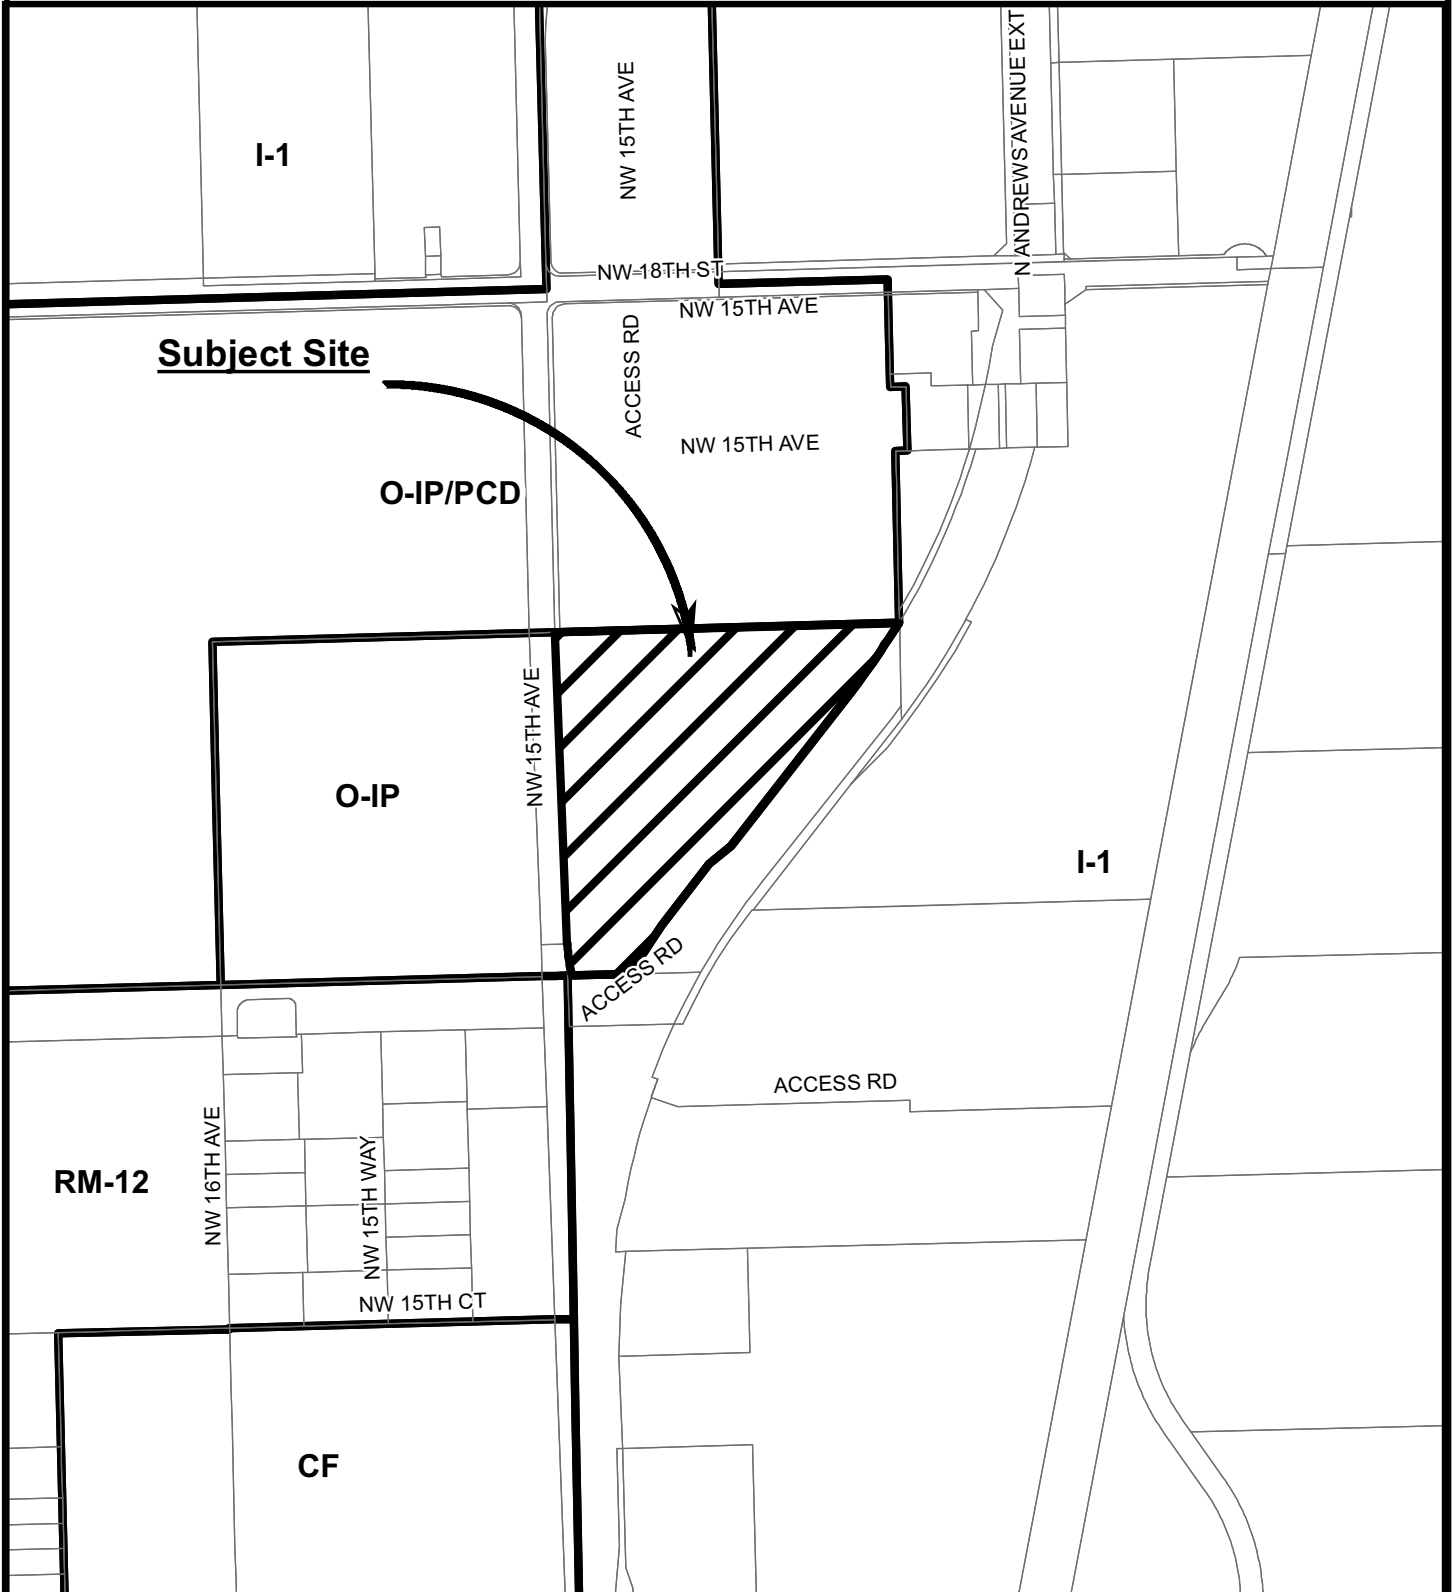 N ANDREWS AVENUE EXT
NW 15TH AVE
I-1
NW 18TH ST
NW 15TH AVE
ACCESS RD
Subject Site
NW 15TH AVE
O-IP/PCD
NW 15TH AVE
O-IP
I-1
ACCESS RD
ACCESS RD
NW 16TH AVE
NW 15TH WAY
RM-12
NW 15TH CT
CF